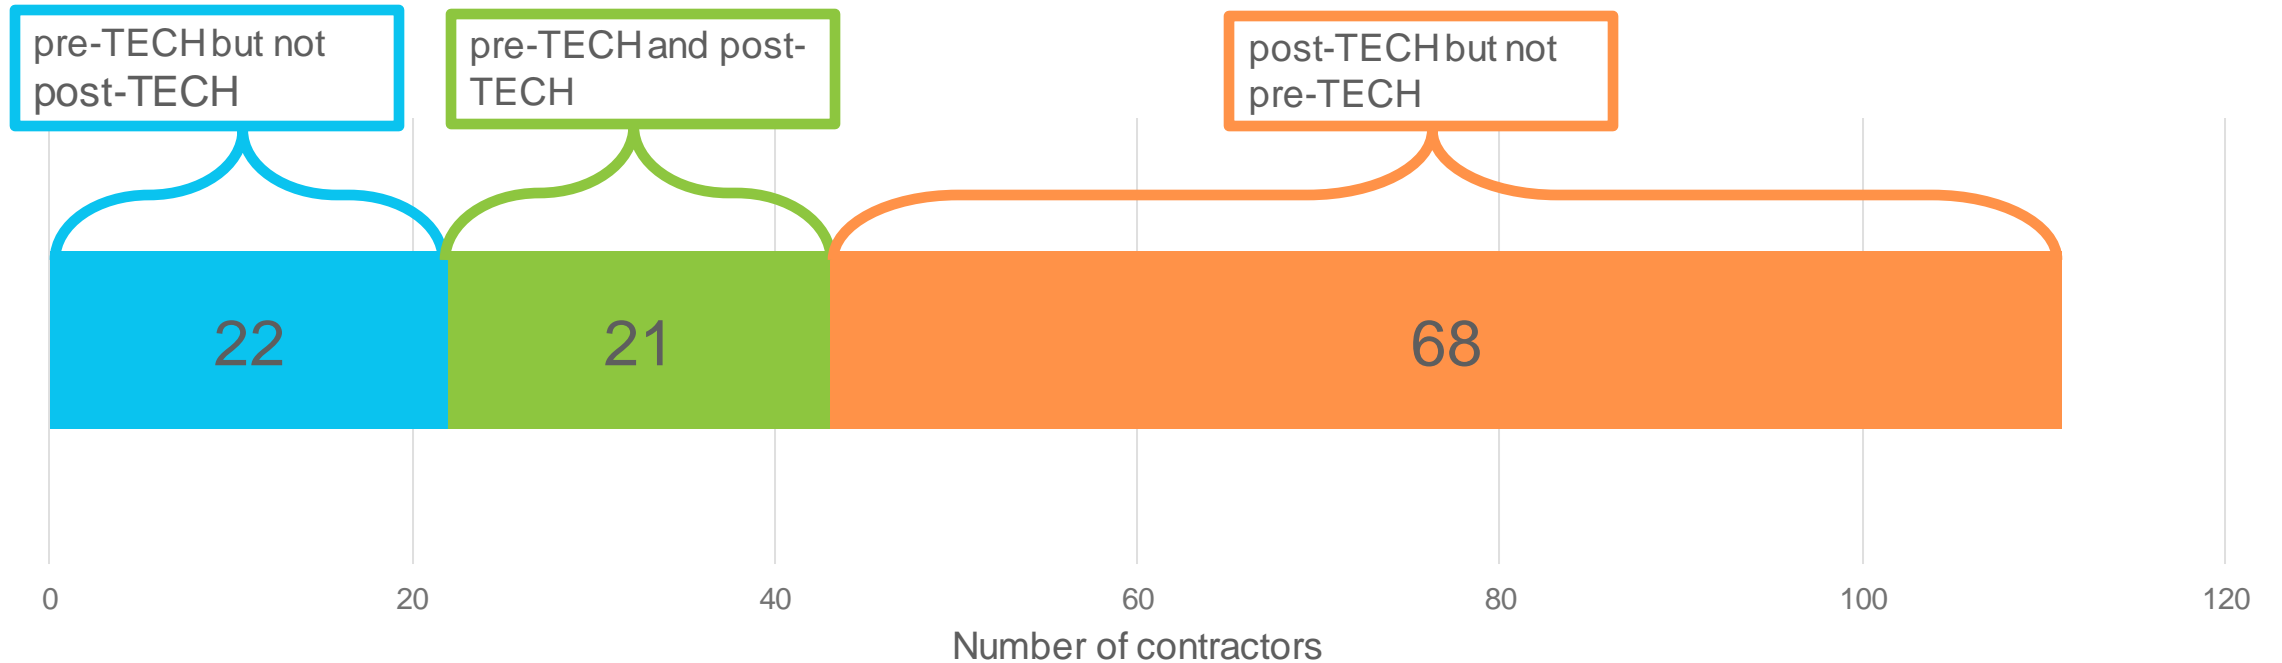 pre-TECH but not
post-TECH
pre-TECH and post-
TECH
post-TECH but not
pre-TECH
22
21
68
0
20
40
60
80
100
120
Number of contractors